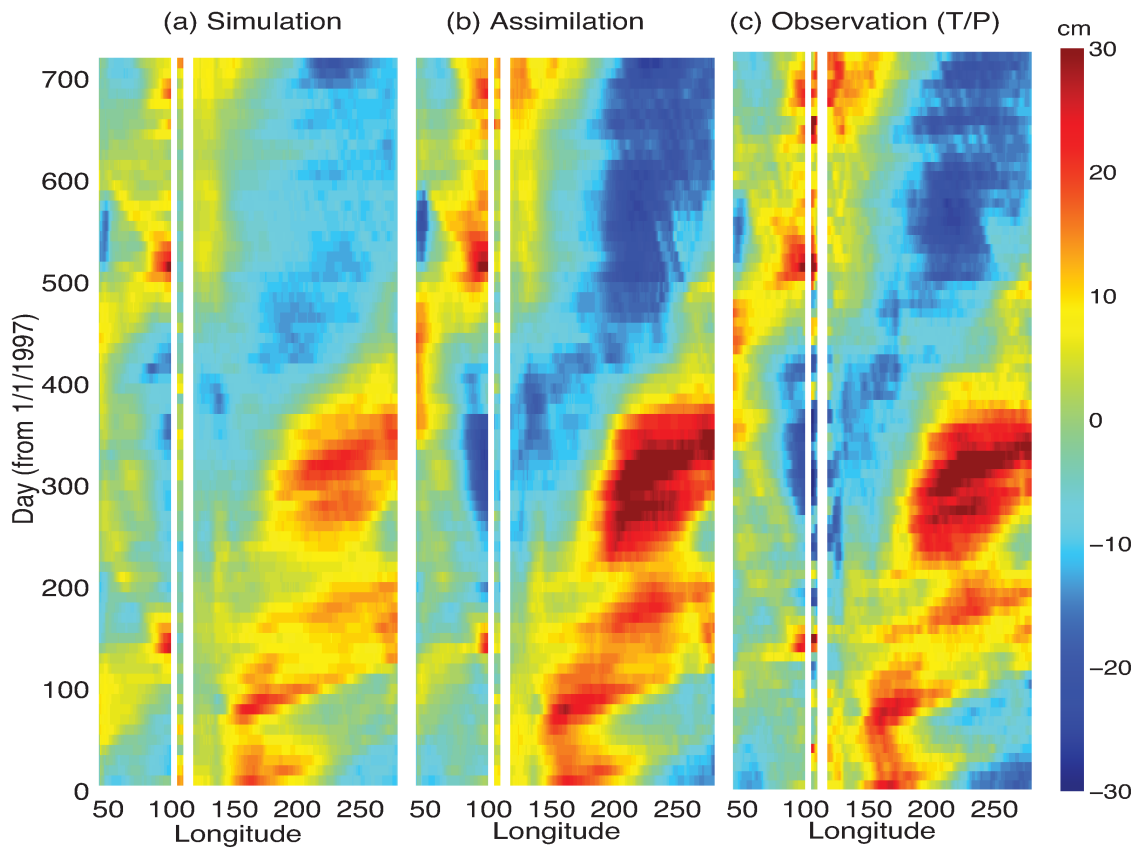 (a) Simulation (b) Assimilation (c) Observation (T/P)
cm
30
20
10
0
−10
−20
−30
Day (from 1/1/1997)
700
600
500
400
300
200
100
0
50 100 150 200 250
Longitude
50 100 150 200 250
Longitude
50 100 150 200 250
Longitude